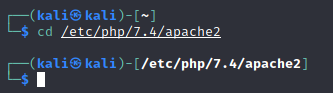 ┌──(kali㉿kali)-[~]
└─$ cd /etc/php/7.4/apache2
┌──(kali㉿kali)-[/etc/php/7.4/apache2]
└─$